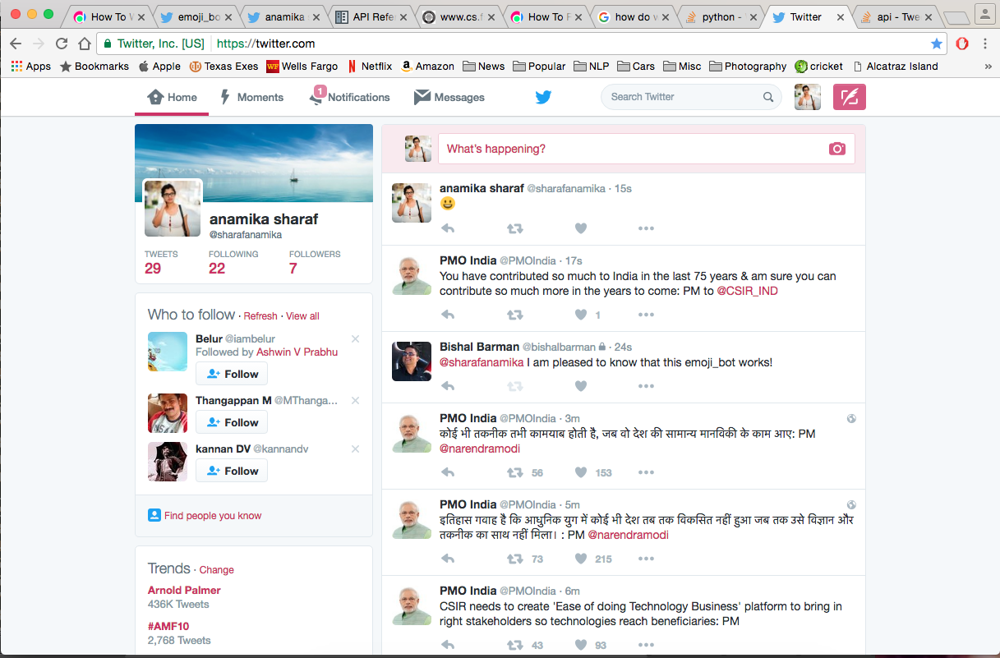 How To W
emoji_bo
anamika
API Refer
www.cs.f
How To F
how do w
python -
Twitter
api - Twe
Twitter, Inc. [US] https://twitter.com
Apps Bookmarks Apple Texas Exes Wells Fargo Netflix Amazon News Popular NLP Cars Misc Photography cricket Alcatraz Island »
Home Moments 1 Notifications Messages Search Twitter
anamika sharaf
@sharafanamika
TWEETS FOLLOWING FOLLOWERS
29 22 7
Who to follow · Refresh · View all
Belur @iambelur
Followed by Ashwin V Prabhu
Follow
Thangappan M @MThanga...
Follow
kannan DV @kannandv
Follow
Find people you know
Trends · Change
Arnold Palmer
436K Tweets
#AMF10
2,768 Tweets
What's happening?
anamika sharaf @sharafanamika · 15s
😀
PMO India @PMOIndia · 17s
You have contributed so much to India in the last 75 years & am sure you can
contribute so much more in the years to come: PM to @CSIR_IND
1
Bishal Barman @bishalbarman · 24s
@sharafanamika I am pleased to know that this emoji_bot works!
PMO India @PMOIndia · 3m
कोई भी तकनीक तभी कामयाब होती है, जब वो देश की सामान्य मानविकी के काम आए: PM
@narendramodi
56 153
PMO India @PMOIndia · 5m
इतिहास गवाह है कि आधुनिक युग में कोई भी देश तब तक विकसित नहीं हुआ जब तक उसे विज्ञान और
तकनीक का साथ नहीं मिला। : PM @narendramodi
73 215
PMO India @PMOIndia · 6m
CSIR needs to create 'Ease of doing Technology Business' platform to bring in
right stakeholders so technologies reach beneficiaries: PM
43 93